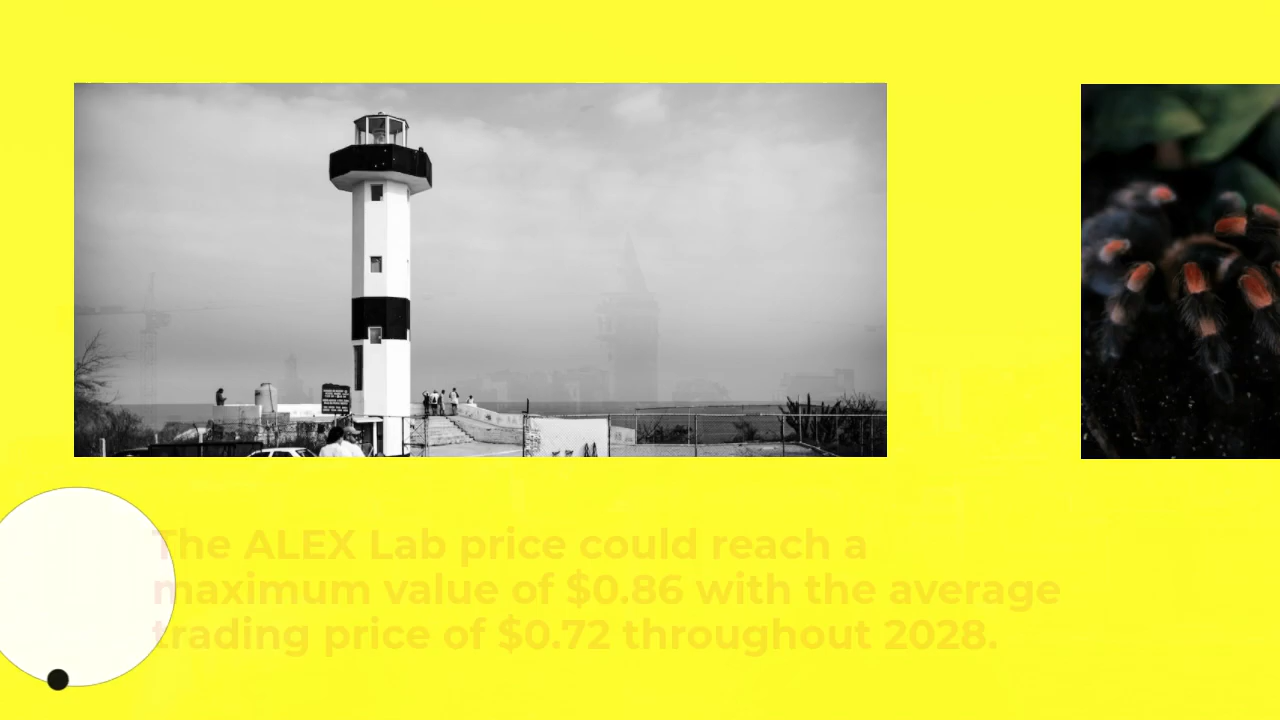 The ALEX Lab price could reach a
maximum value of $0.86 with the average
trading price of $0.72 throughout 2028.